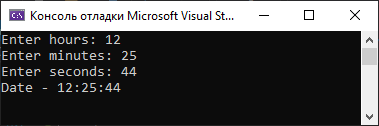 Консоль отладки Microsoft Visual St...
Enter hours: 12
Enter minutes: 25
Enter seconds: 44
Date - 12:25:44